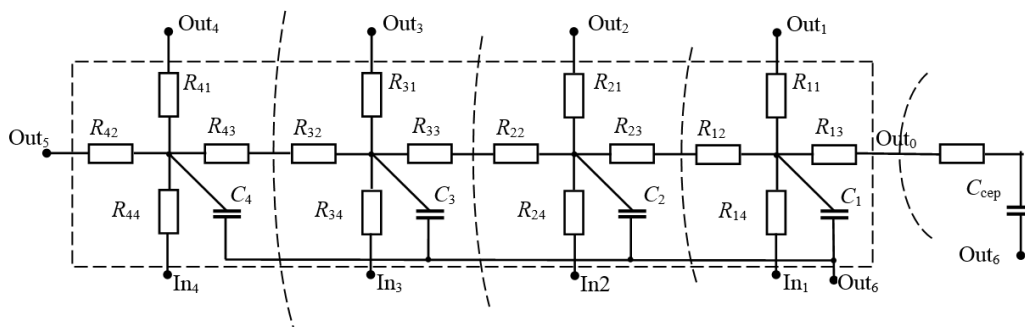 Out₄ Out₃ Out₂ Out₁
R₄₁ R₃₁ R₂₁ R₁₁
Out₅ R₄₂ R₄₃ R₃₂ R₃₃ R₂₂ R₂₃ R₁₂ R₁₃ Out₀
R₄₄ C₄ R₃₄ C₃ R₂₄ C₂ R₁₄ C₁ Cсер
Out₆
In₄ In₃ In2 In₁ Out₆